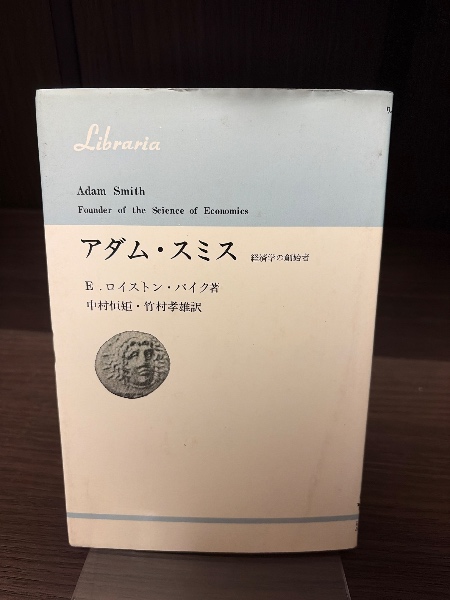 Libraria
Adam Smith
Founder of the Science of Economics
アダム・スミス 経済学の創始者
E . ロイストン・パイク著
中村恒矩・竹村孝雄訳